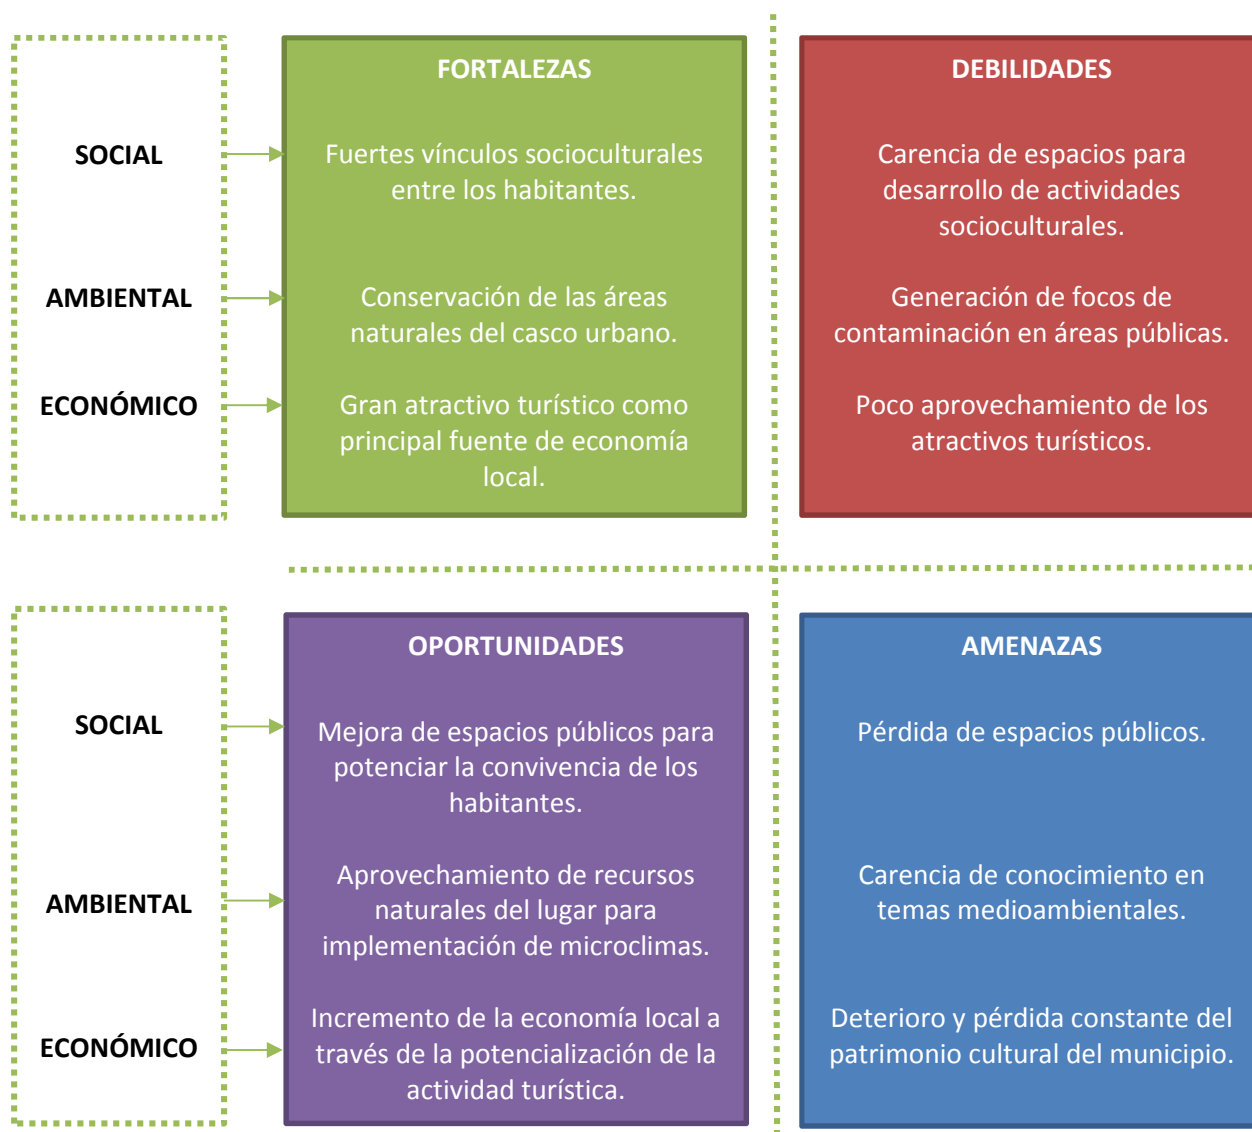 FORTALEZAS
DEBILIDADES
SOCIAL
Fuertes vínculos socioculturales
entre los habitantes.
Carencia de espacios para
desarrollo de actividades
socioculturales.
AMBIENTAL
Conservación de las áreas
naturales del casco urbano.
Generación de focos de
contaminación en áreas públicas.
ECONÓMICO
Gran atractivo turístico como
principal fuente de economía
local.
Poco aprovechamiento de los
atractivos turísticos.
OPORTUNIDADES
AMENAZAS
SOCIAL
Mejora de espacios públicos para
potenciar la convivencia de los
habitantes.
Pérdida de espacios públicos.
AMBIENTAL
Aprovechamiento de recursos
naturales del lugar para
implementación de microclimas.
Carencia de conocimiento en
temas medioambientales.
ECONÓMICO
Incremento de la economía local a
través de la potencialización de la
actividad turística.
Deterioro y pérdida constante del
patrimonio cultural del municipio.